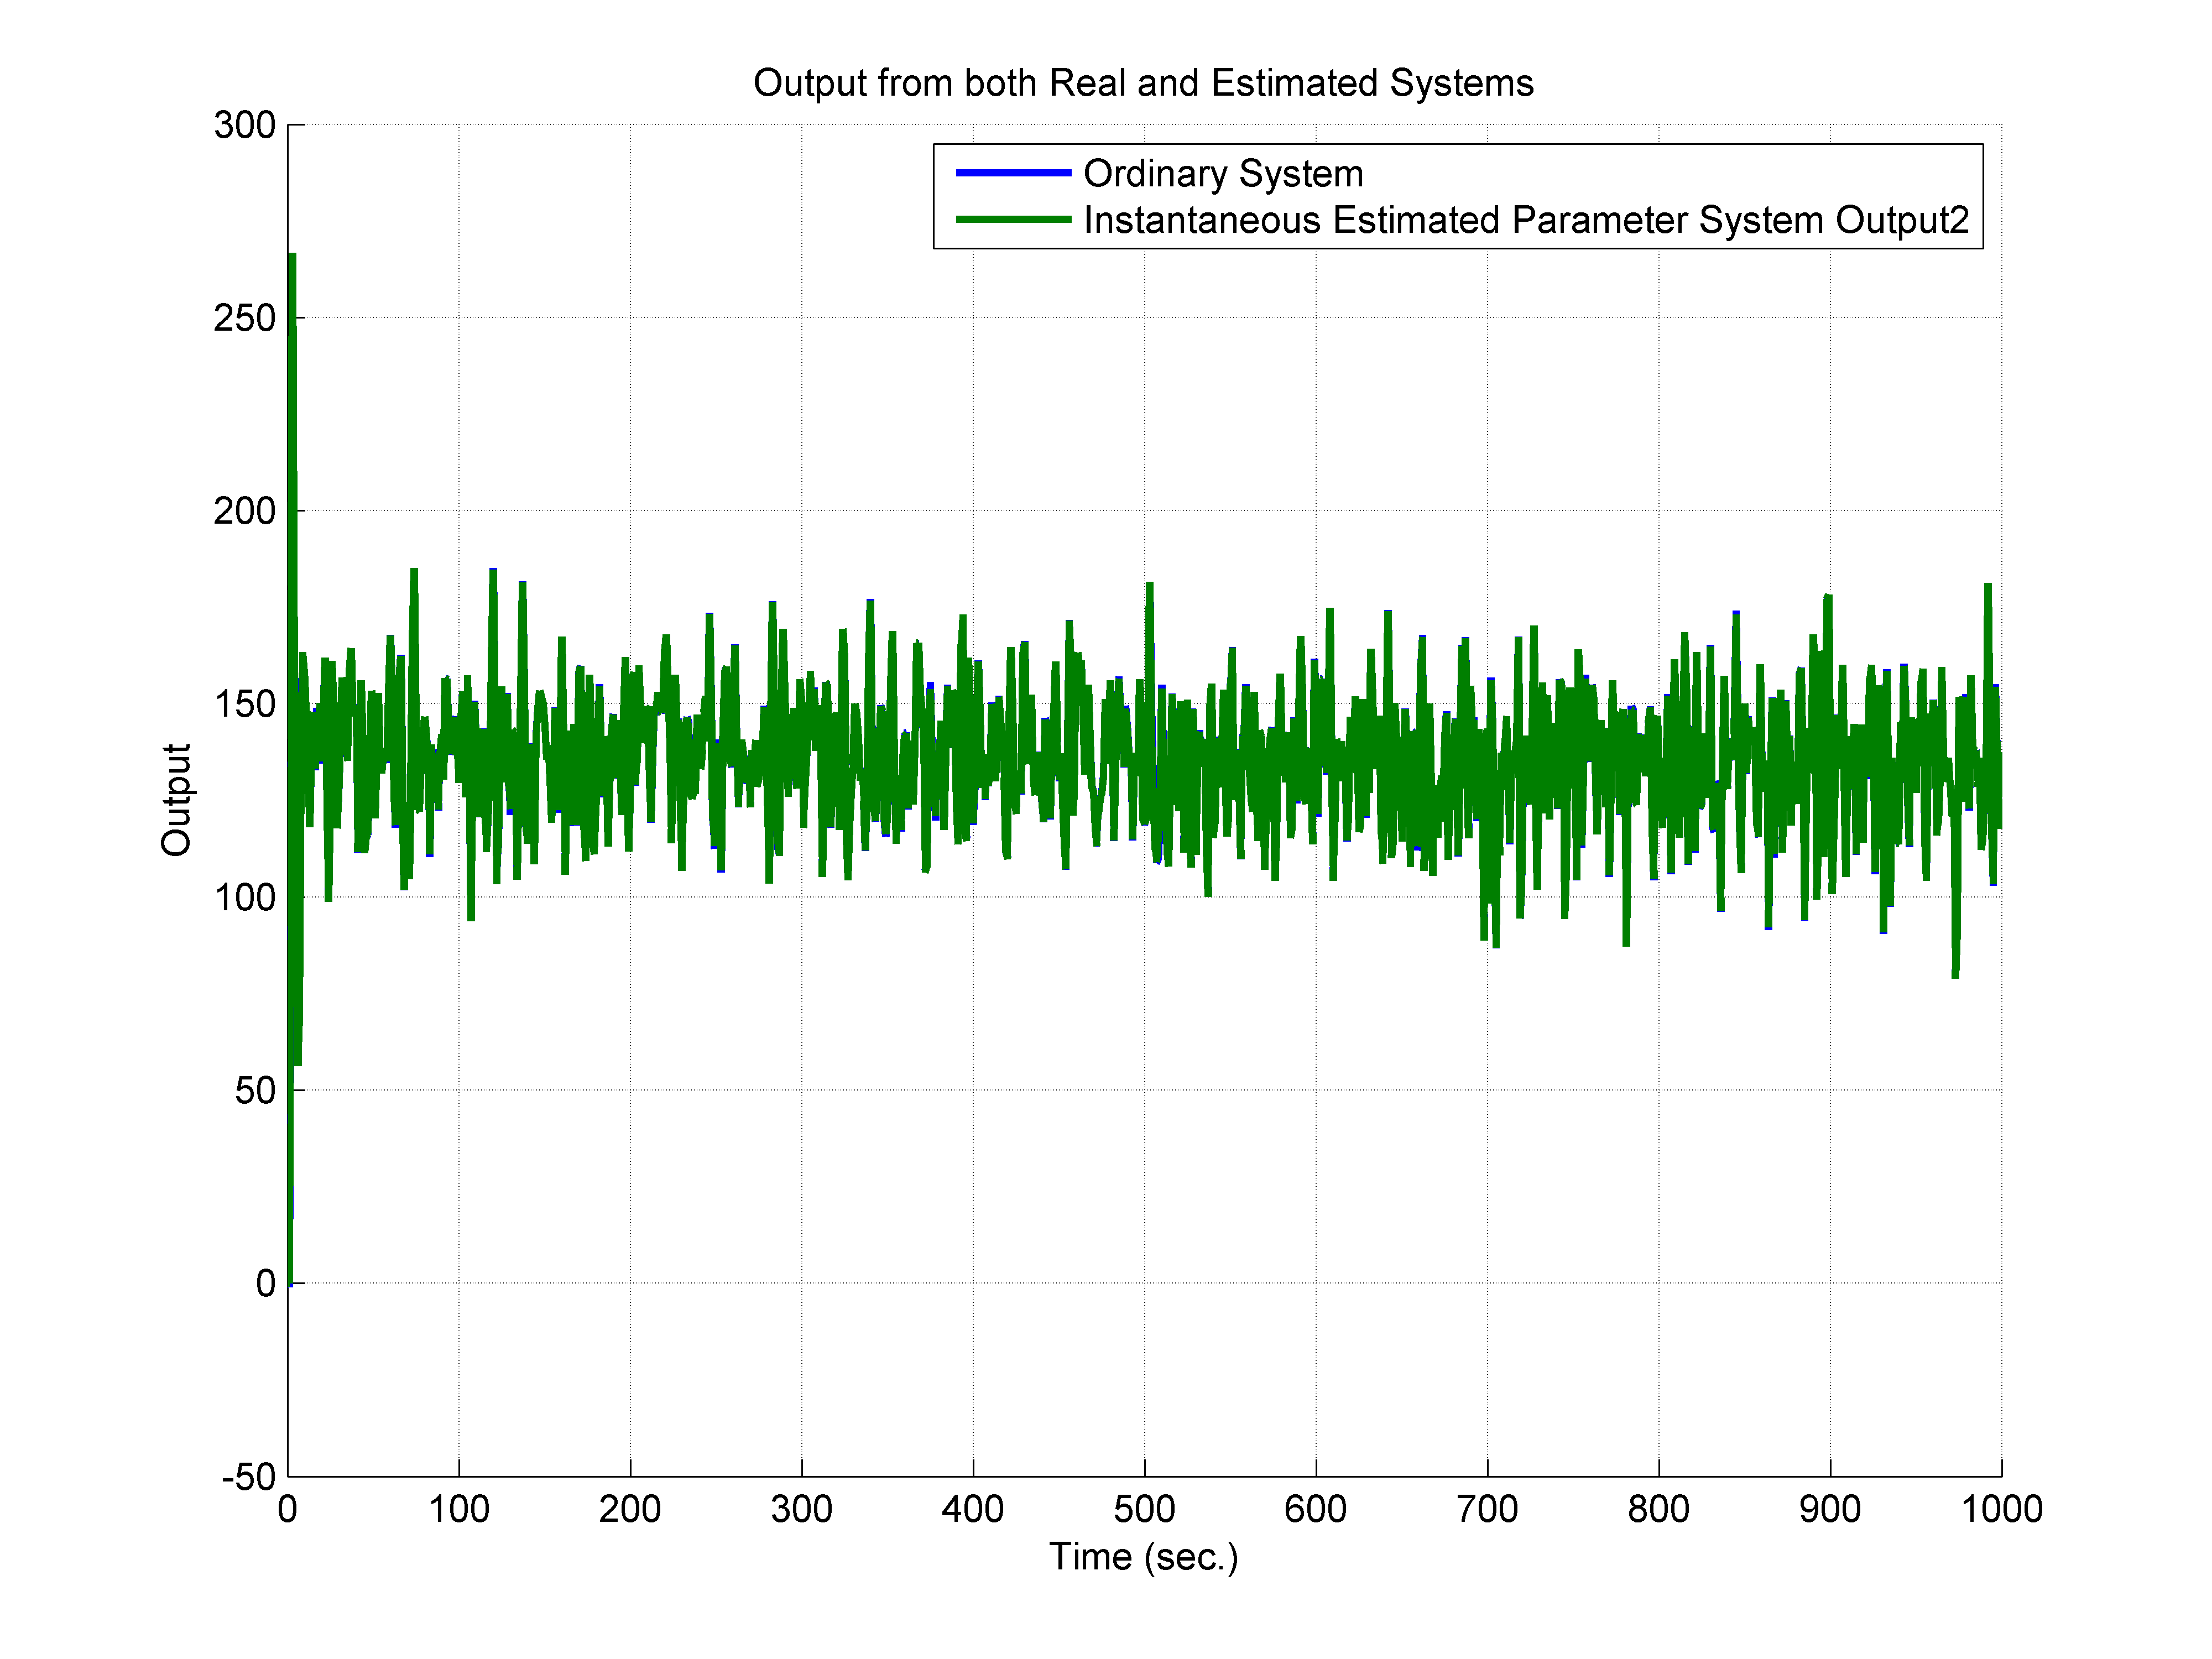 Output from both Real and Estimated Systems
300
Ordinary System
Instantaneous Estimated Parameter System Output2
250
200
150
Output
100
50
0
-50
0 100 200 300 400 500 600 700 800 900 1000
Time (sec.)